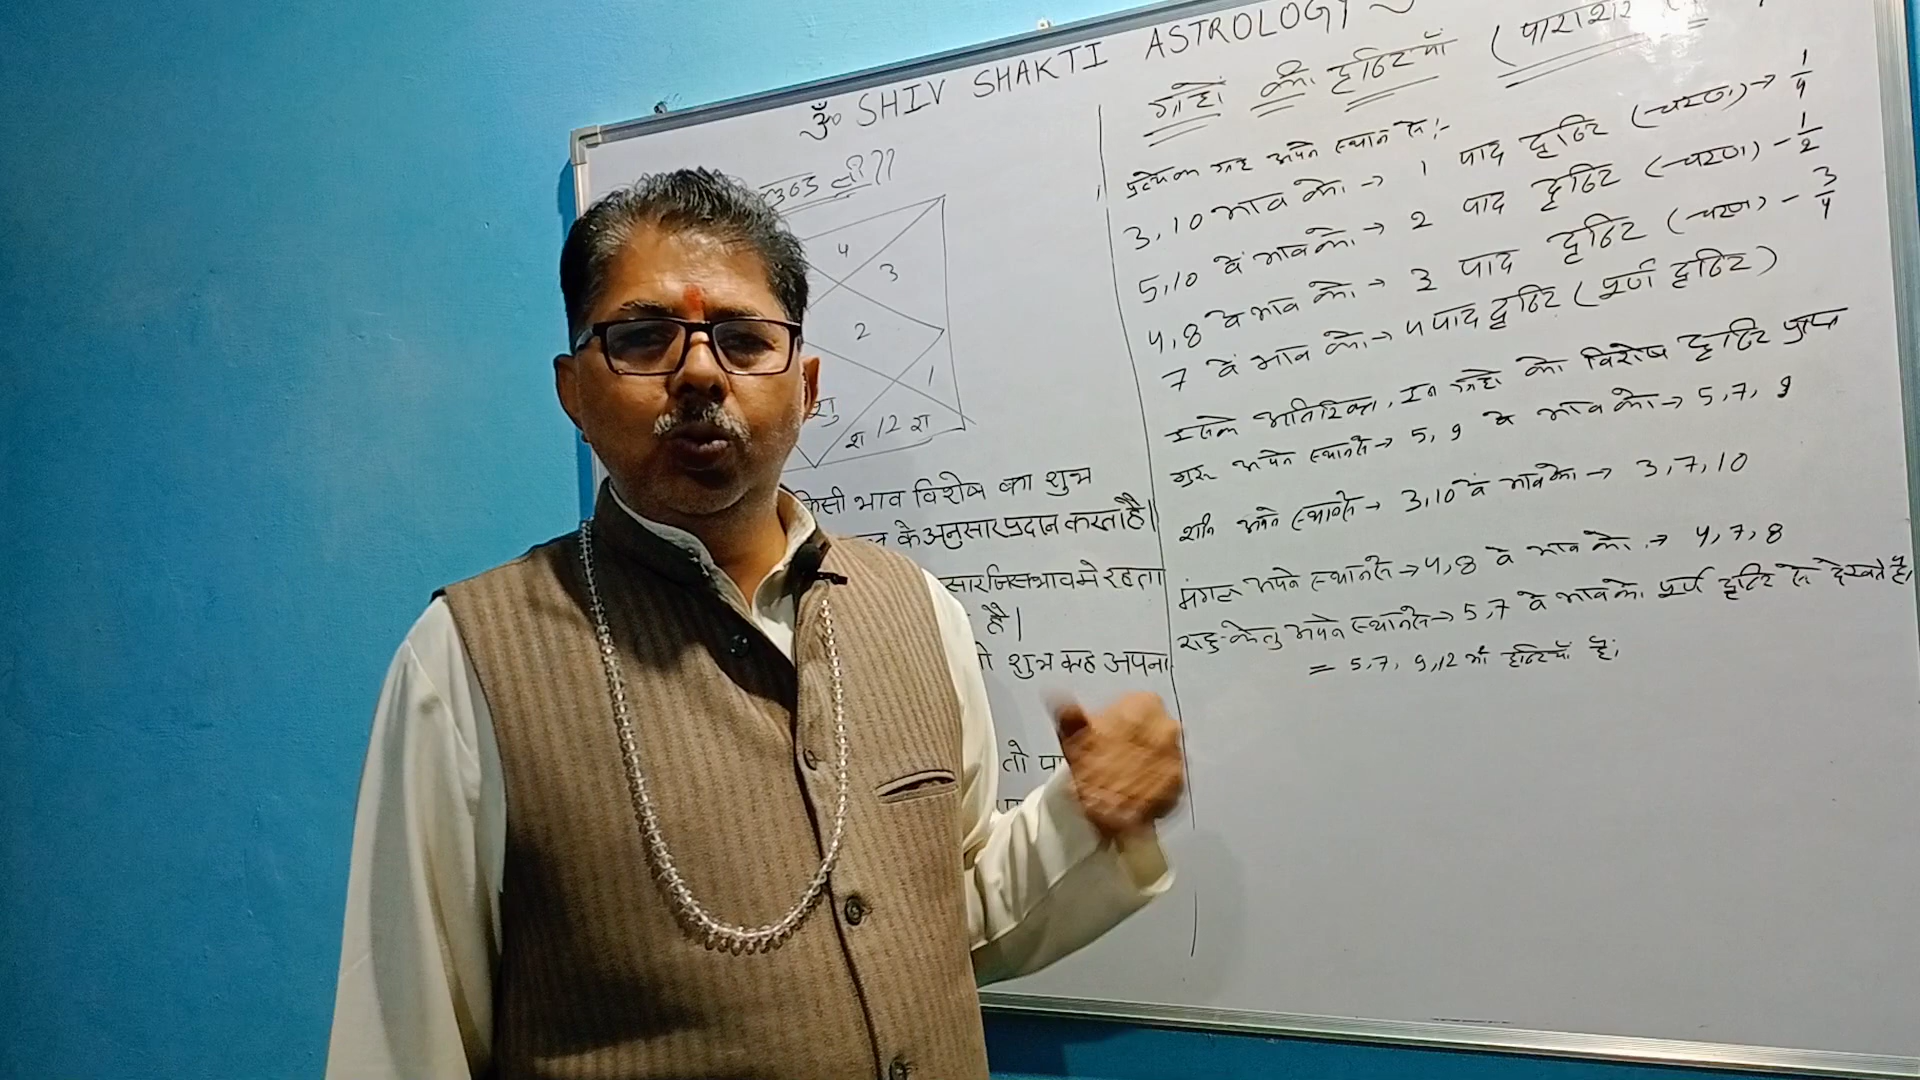 ॐ SHIV SHAKTI ASTROLOGY
4
3
2
1
शु
श 12 रा
भाव विशेष का शुभ
के अनुसार प्रदान करता है।
जिस भाव मे रहता
है।
शुभ कह अपना
तो
ग्रहों की दृष्टियाँ (पाराशर
प्रत्येक ग्रह अपने स्थान से:-
3,10 भाव को → 1 पाद दृष्टि (चरण) → 1/4
5,10 वें भाव को → 2 पाद दृष्टि (चरण) - 1/2
4,8 वे भाव को → 3 पाद दृष्टि (चरण) - 3/4
7 वें भाव को → 4 पाद दृष्टि (पूर्ण दृष्टि)
इसके अतिरिक्त, इन ग्रहो को विशेष दृष्टि प्राप्त
गुरू अपने स्थान से → 5, 9 वे भाव को → 5, 7, 9
शनि अपने स्थान से → 3,10 वे भाव को → 3, 7, 10
मंगल अपने स्थान से → 4,8 वे भाव को → 4, 7, 8
राहु-केतु अपने स्थान से → 5,7 वे भाव को पूर्ण दृष्टि से देखते है।
= 5,7, 9,12 दृष्टियाँ है।